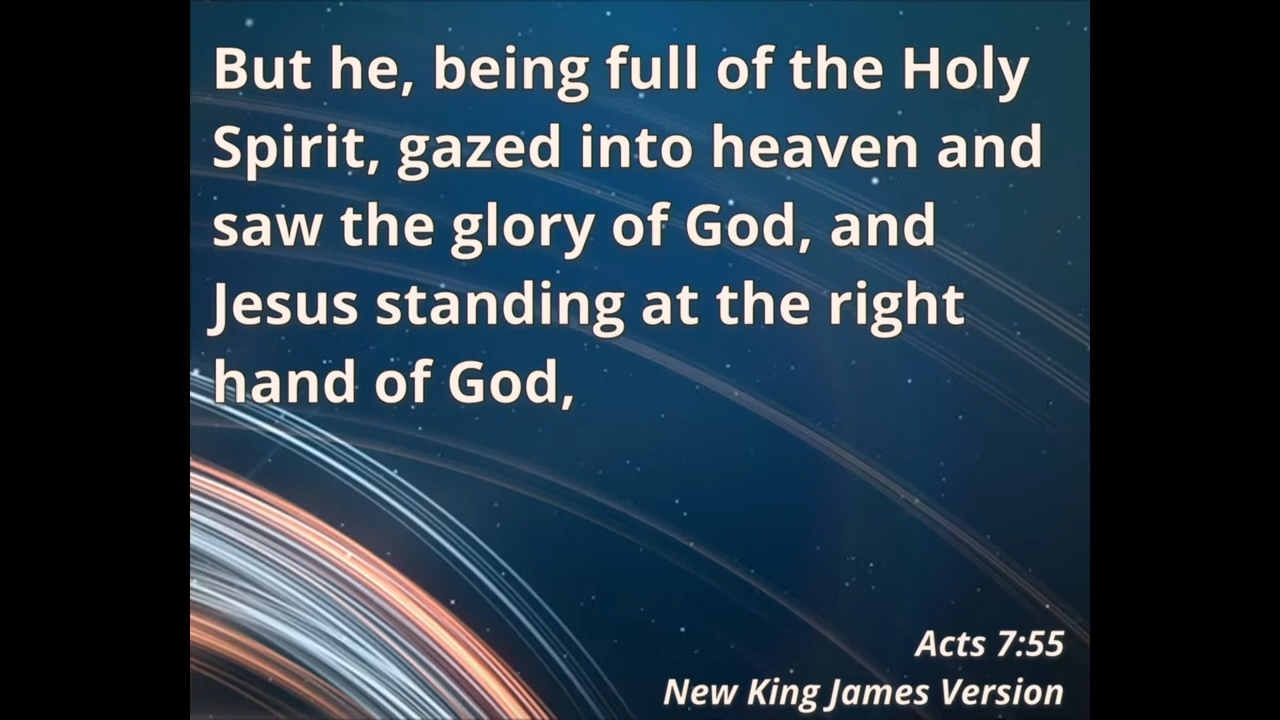 But he, being full of the Holy
Spirit, gazed into heaven and
saw the glory of God, and
Jesus standing at the right
hand of God,
Acts 7:55
New King James Version